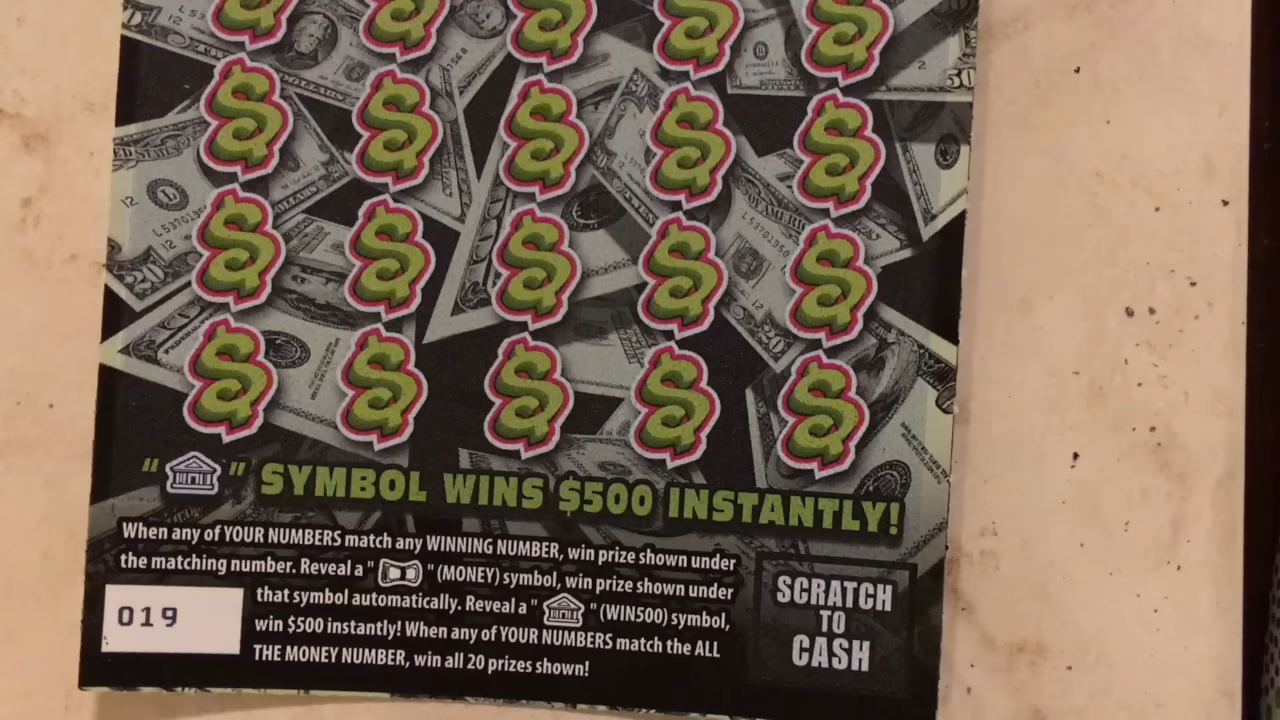 " " SYMBOL WINS $500 INSTANTLY!
When any of YOUR NUMBERS match any WINNING NUMBER, win prize shown under
the matching number. Reveal a " " (MONEY) symbol, win prize shown under
that symbol automatically. Reveal a " " (WIN500) symbol,
win $500 instantly! When any of YOUR NUMBERS match the ALL
THE MONEY NUMBER, win all 20 prizes shown!
019
SCRATCH
TO
CASH